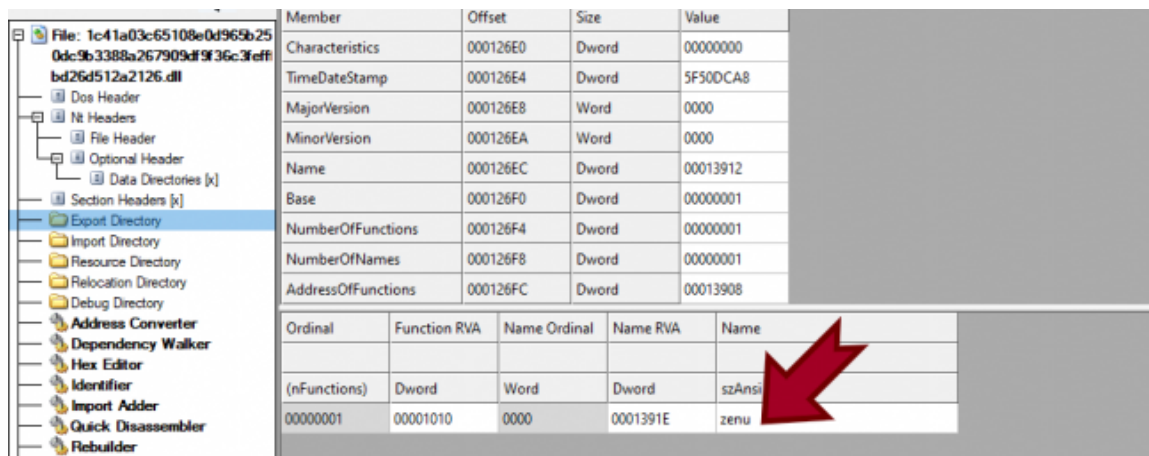 File: 1c41a03c65108e0d965b25
0dc9b3388a267909df9f36c3feff
bd26d512a2126.dll
Dos Header
Nt Headers
File Header
Optional Header
Data Directories [x]
Section Headers [x]
Export Directory
Import Directory
Resource Directory
Relocation Directory
Debug Directory
Address Converter
Dependency Walker
Hex Editor
Identifier
Import Adder
Quick Disassembler
Rebuilder
Member Offset Size Value
Characteristics 000126E0 Dword 00000000
TimeDateStamp 000126E4 Dword 5F50DCA8
MajorVersion 000126E8 Word 0000
MinorVersion 000126EA Word 0000
Name 000126EC Dword 00013912
Base 000126F0 Dword 00000001
NumberOfFunctions 000126F4 Dword 00000001
NumberOfNames 000126F8 Dword 00000001
AddressOfFunctions 000126FC Dword 00013908
Ordinal Function RVA Name Ordinal Name RVA Name
(nFunctions) Dword Word Dword szAnsi
00000001 00001010 0000 0001391E zenu